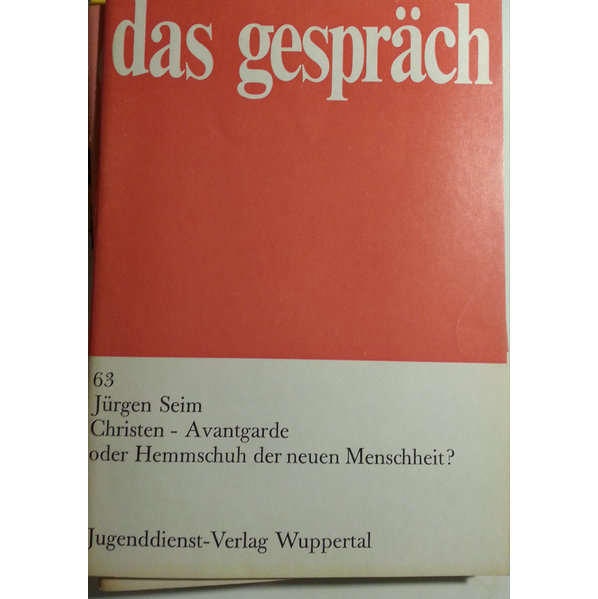 das gespräch
63
Jürgen Seim
Christen - Avantgarde
oder Hemmschuh der neuen Menschheit?
Jugenddienst-Verlag Wuppertal